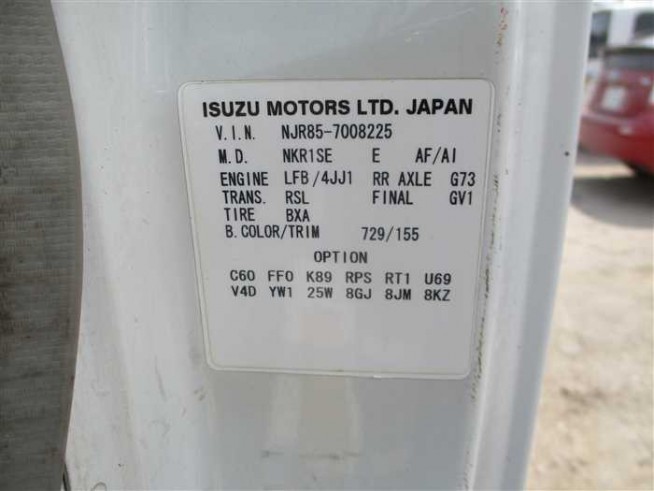 ISUZU MOTORS LTD. JAPAN
V.I.N. NJR85-7008225
M.D. NKR1SE E AF/AI
ENGINE LFB/4JJ1 RR AXLE G73
TRANS. RSL FINAL GV1
TIRE BXA
B.COLOR/TRIM 729/155
OPTION
C60 FF0 K89 RPS RT1 U69
V4D YW1 25W 8GJ 8JM 8KZ